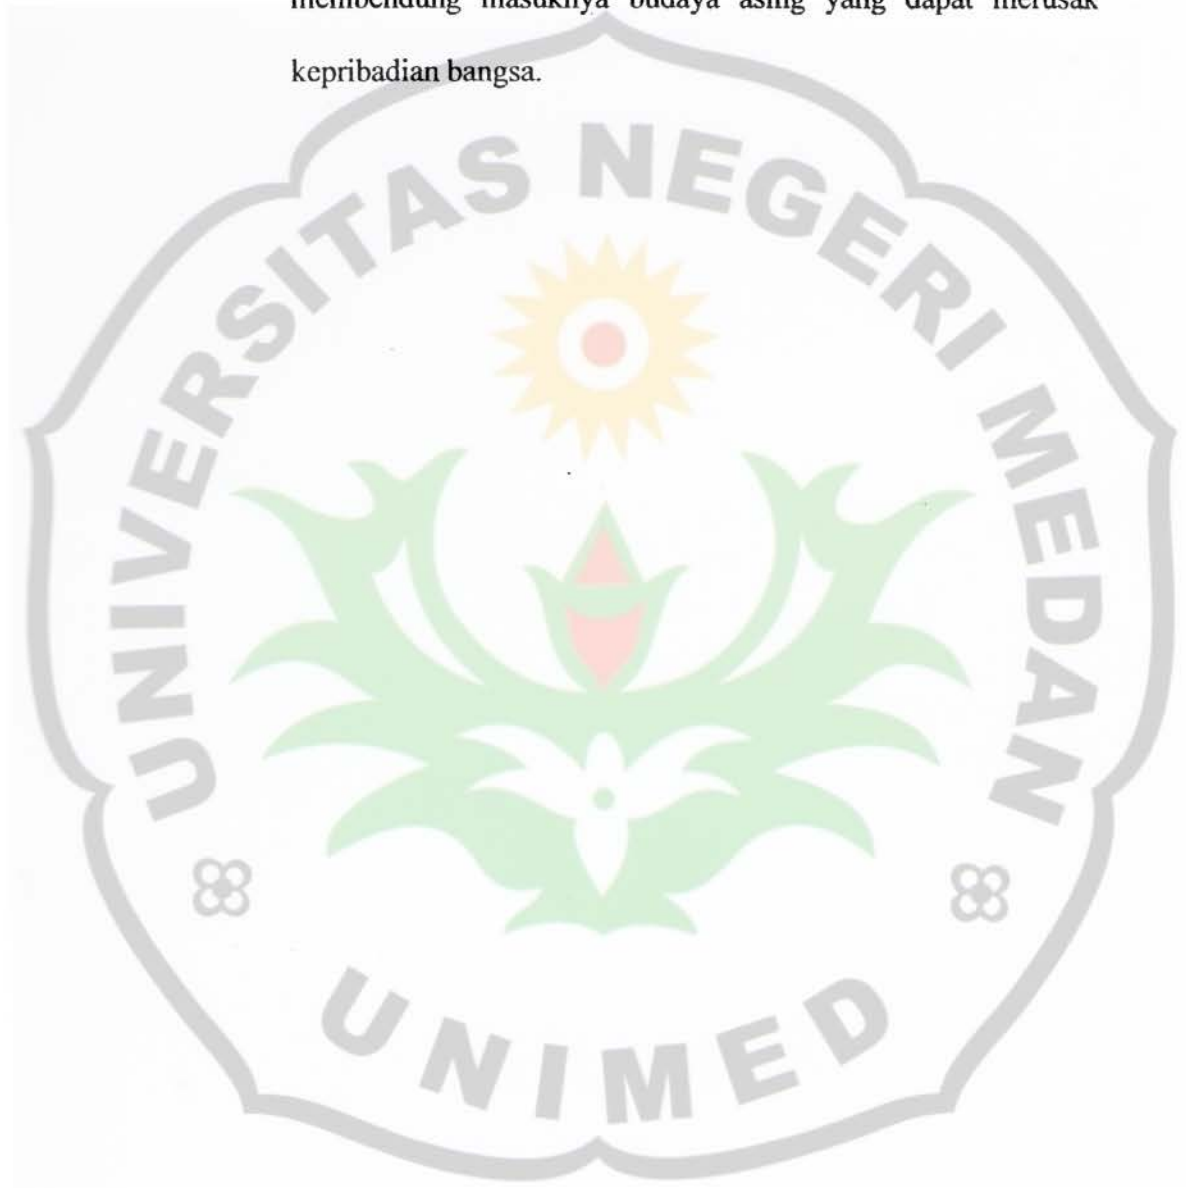 membendung masuknya budaya asing yang dapat merusak
kepribadian bangsa.
UNIVERSITAS NEGERI MEDAN
UNIMED